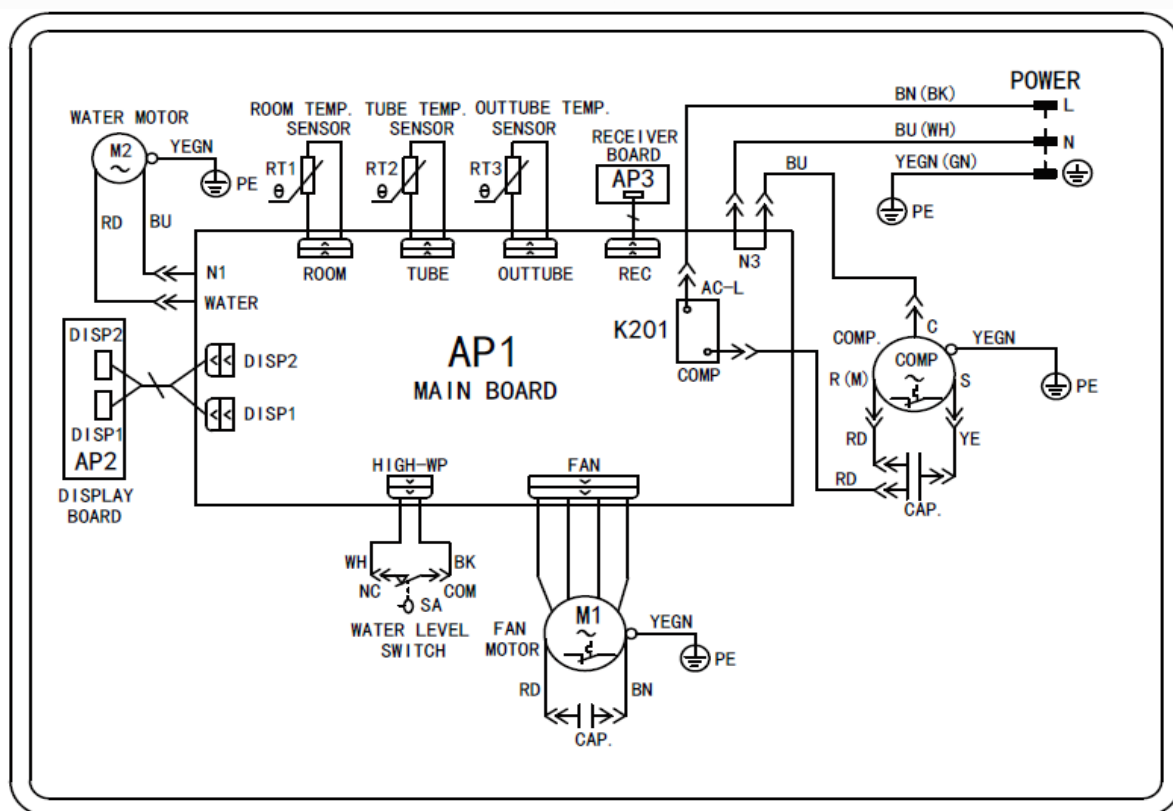 POWER
BN(BK)
L
ROOM TEMP.
SENSOR
TUBE TEMP.
SENSOR
OUTTUBE TEMP.
SENSOR
WATER MOTOR
RECEIVER
BOARD
BU(WH)
N
M2
YEGN
PE
RT1
θ
RT2
θ
RT3
θ
AP3
BU
YEGN(GN)
PE
RD
BU
N1
WATER
ROOM
TUBE
OUTTUBE
REC
N3
AC-L
K201
COMP
DISP2
DISP1
AP2
DISPLAY
BOARD
DISP2
DISP1
AP1
MAIN BOARD
COMP.
C
YEGN
COMP
R(M)
S
PE
RD
YE
RD
CAP.
HIGH-WP
FAN
WH
BK
NC
COM
SA
WATER LEVEL
SWITCH
M1
YEGN
FAN
MOTOR
PE
RD
BN
CAP.